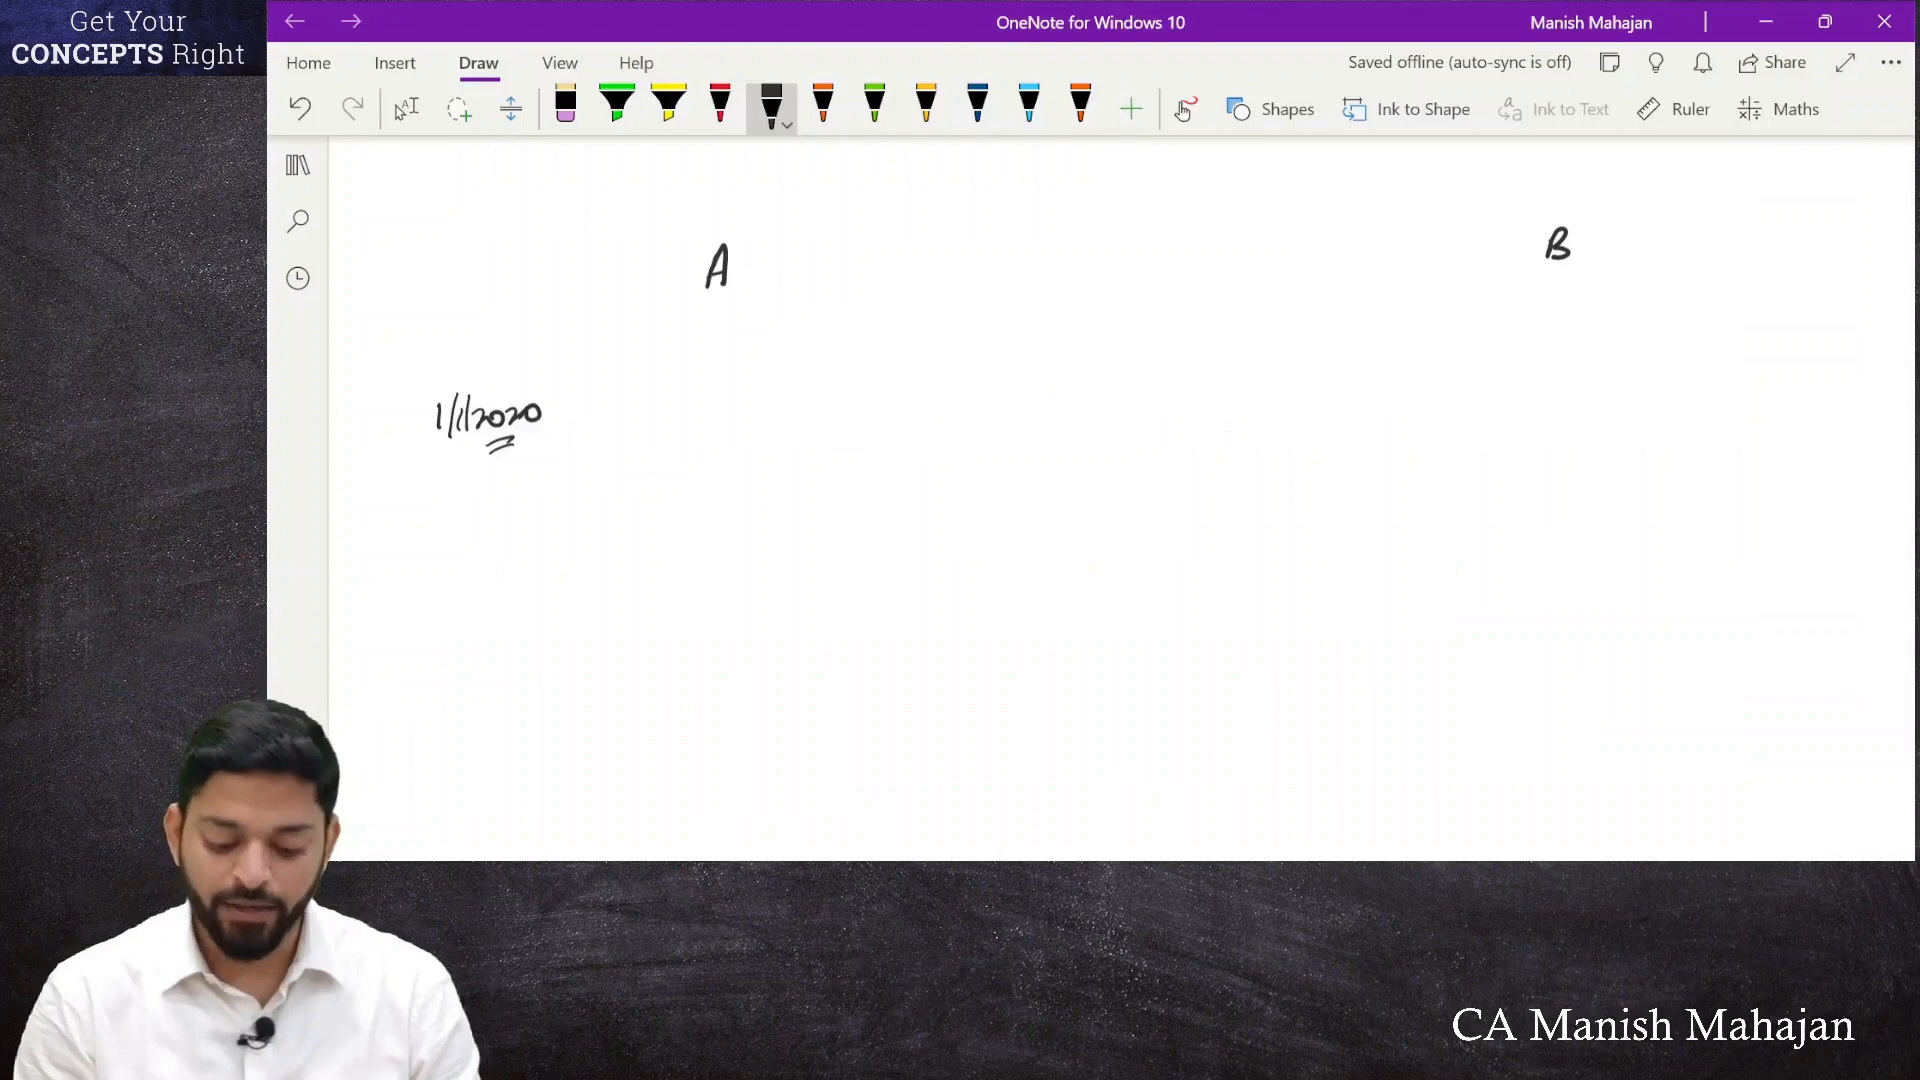 Get Your
CONCEPTS Right
OneNote for Windows 10
Manish Mahajan
Home Insert Draw View Help
Saved offline (auto-sync is off)
Share
Shapes
Ink to Shape
Ink to Text
Ruler
Maths
A
B
1/1/2020
CA Manish Mahajan